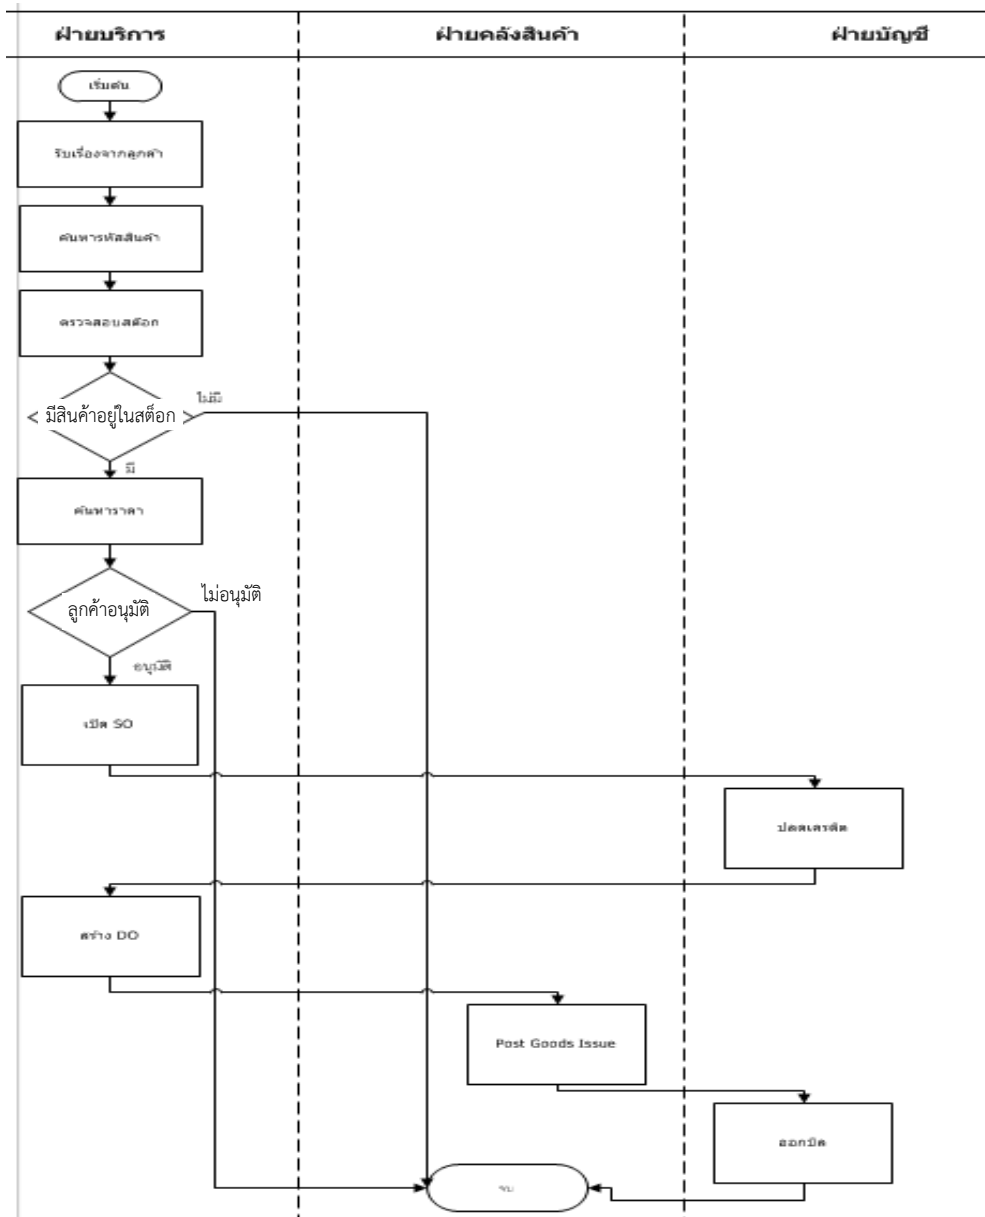 ฝ่ายบริการ
ฝ่ายคลังสินค้า
ฝ่ายบัญชี
เริ่มต้น
รับเรื่องจากลูกค้า
ค้นหารหัสสินค้า
ตรวจสอบสต๊อก
มีสินค้าอยู่ในสต็อก
ไม่มี
มี
ค้นหาราคา
ลูกค้าอนุมัติ
ไม่อนุมัติ
อนุมัติ
เปิด SO
ปลดเครดิต
สร้าง DO
Post Goods Issue
ออกบิล
จบ